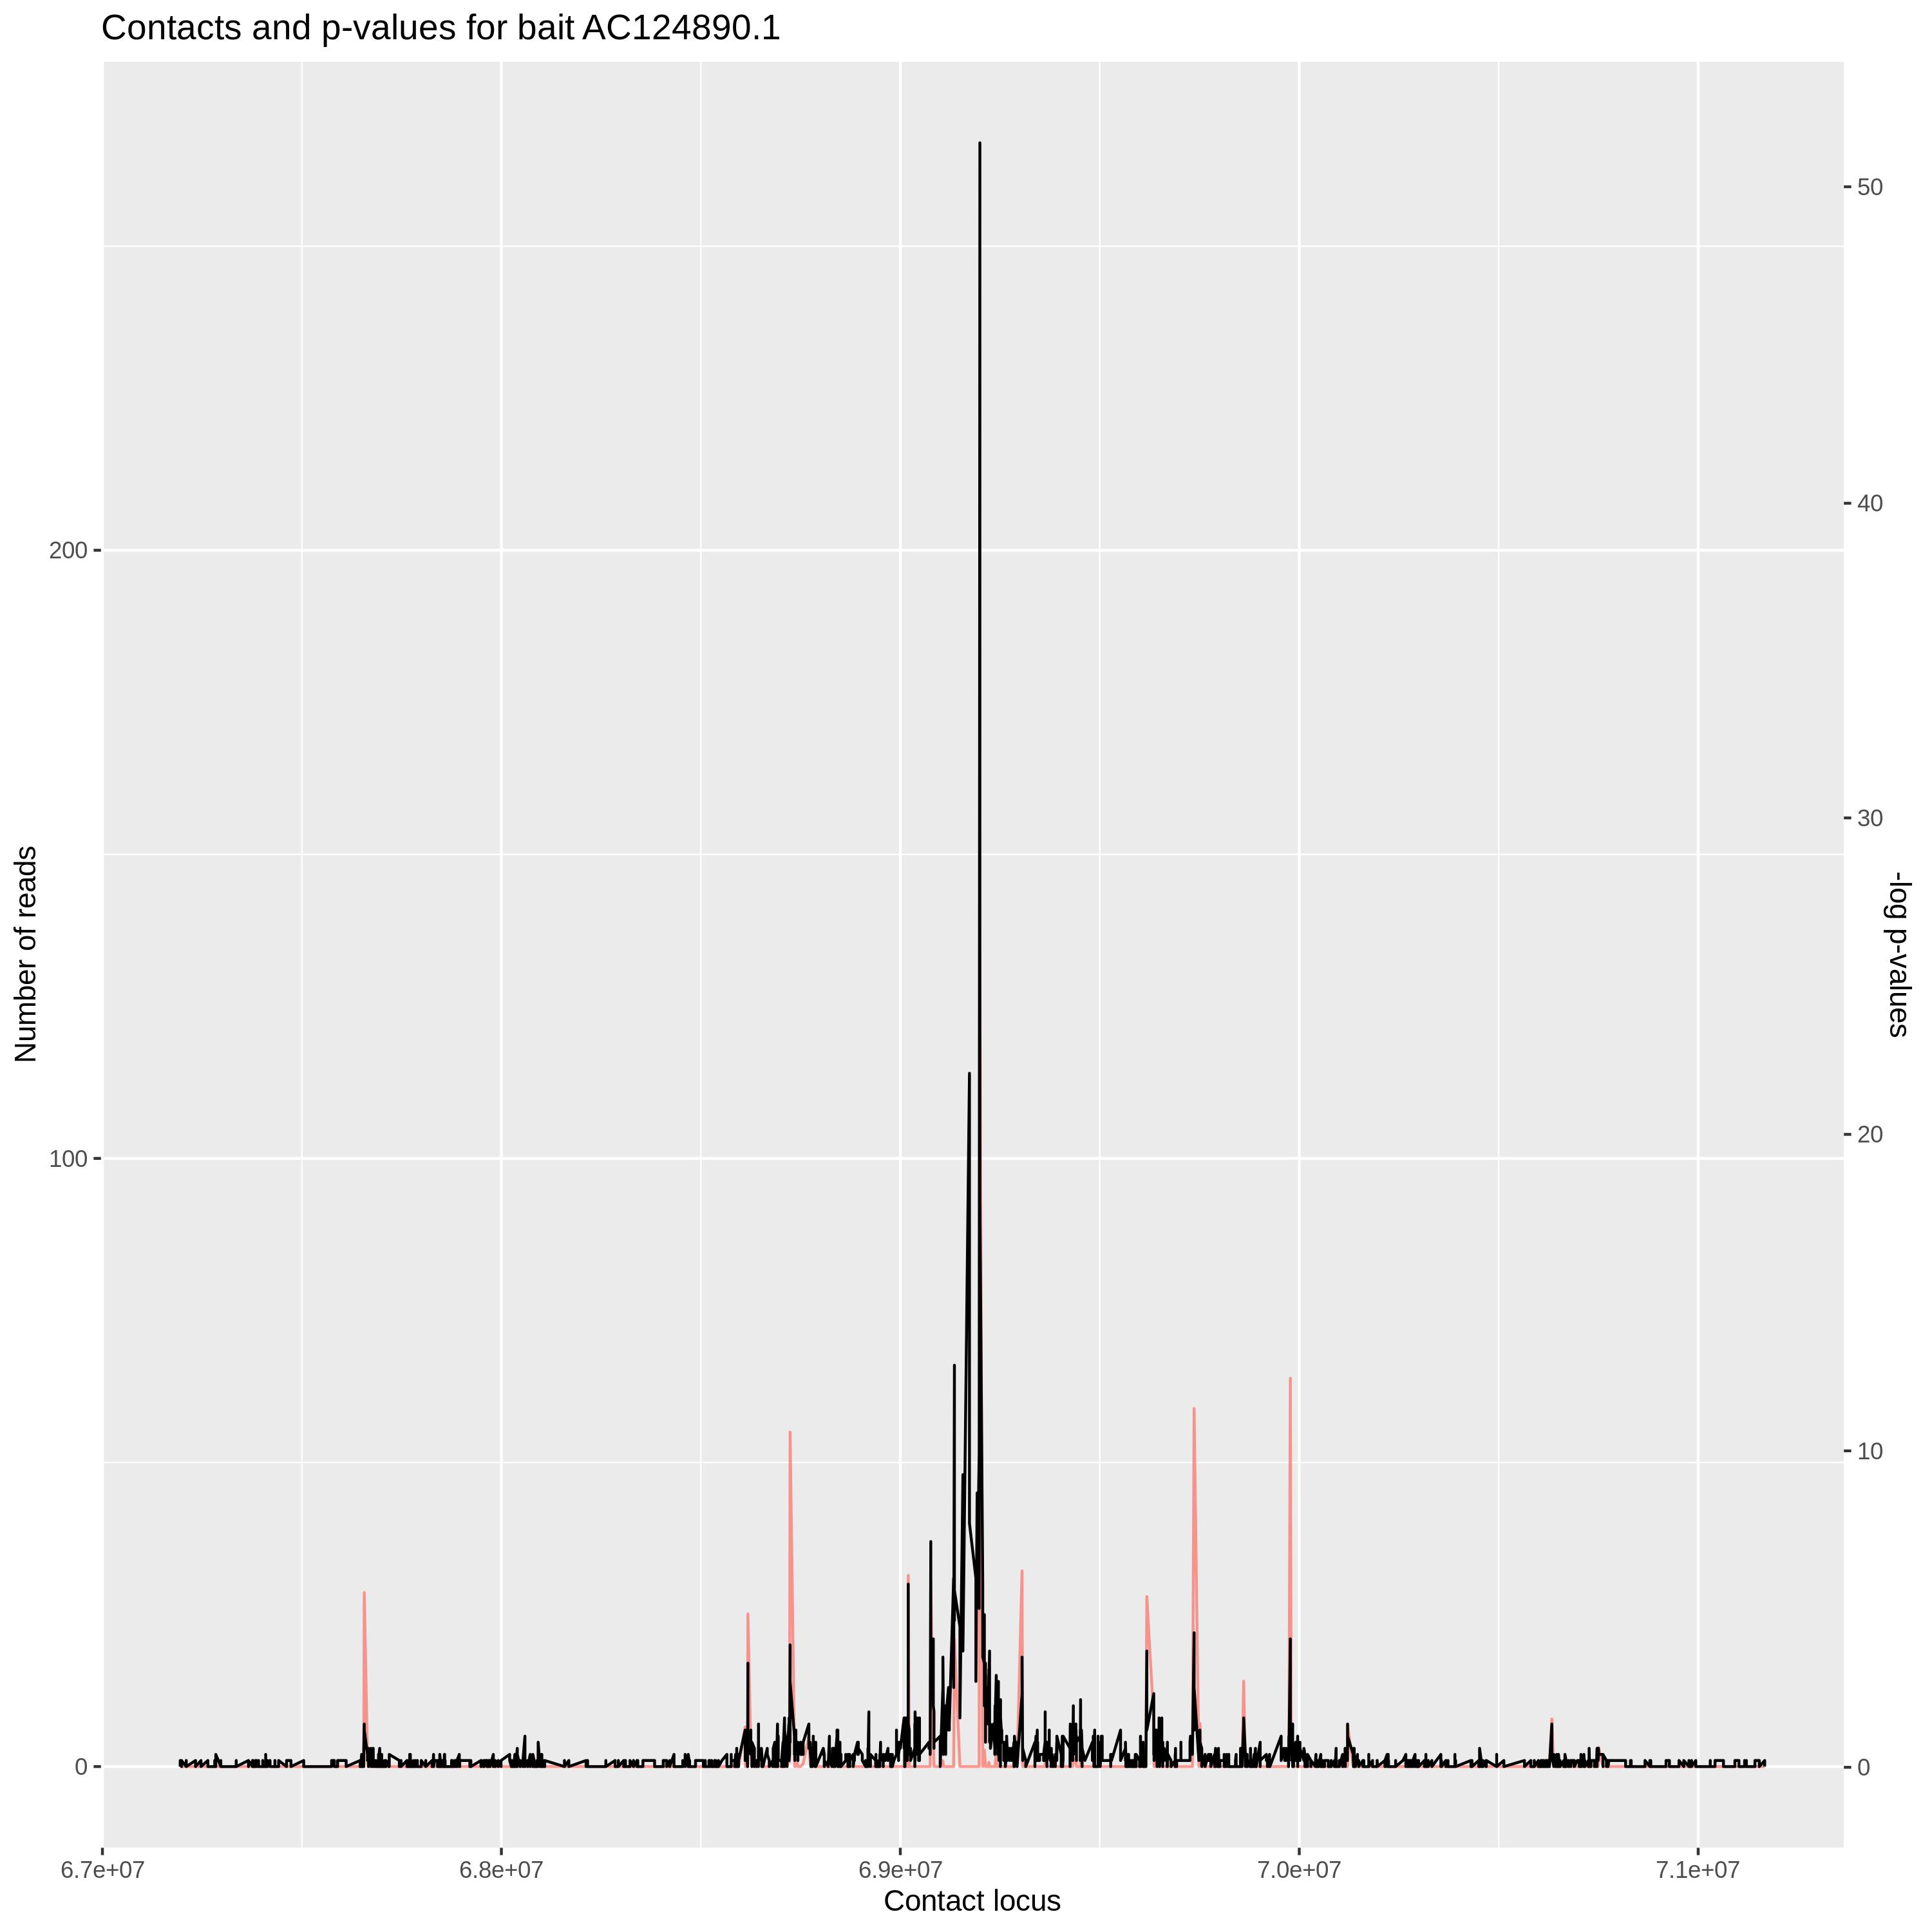 Contacts and p-values for bait AC124890.1
Number of reads
200
100
0
50
40
30
20
10
0
-log p-values
6.7e+07 6.8e+07 6.9e+07 7.0e+07 7.1e+07
Contact locus